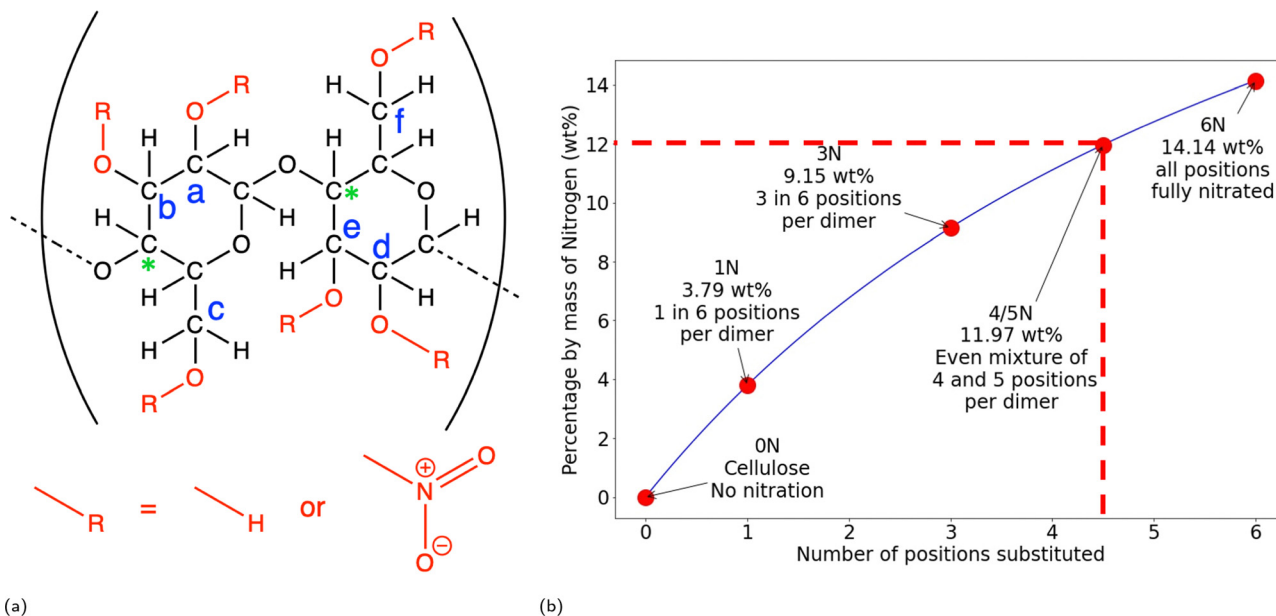 R
R
R
O
H
H
O
H
C
f
H
H
O
C
H
H
C
O
C
O
C
C
a
C
*
O
b
H
H
C
*
O
C
e
C
H
C
d
C
O
H
H
H
c
O
H
C
H
R
O
R
O
R
R = H or N ⊕ O
O ⊖
(a)
Percentage by mass of Nitrogen (wt%)
14
12
10
8
6
4
2
0
0 1 2 3 4 5 6
Number of positions substituted
0N
Cellulose
No nitration
1N
3.79 wt%
1 in 6 positions
per dimer
3N
9.15 wt%
3 in 6 positions
per dimer
4/5N
11.97 wt%
Even mixture of
4 and 5 positions
per dimer
6N
14.14 wt%
all positions
fully nitrated
(b)